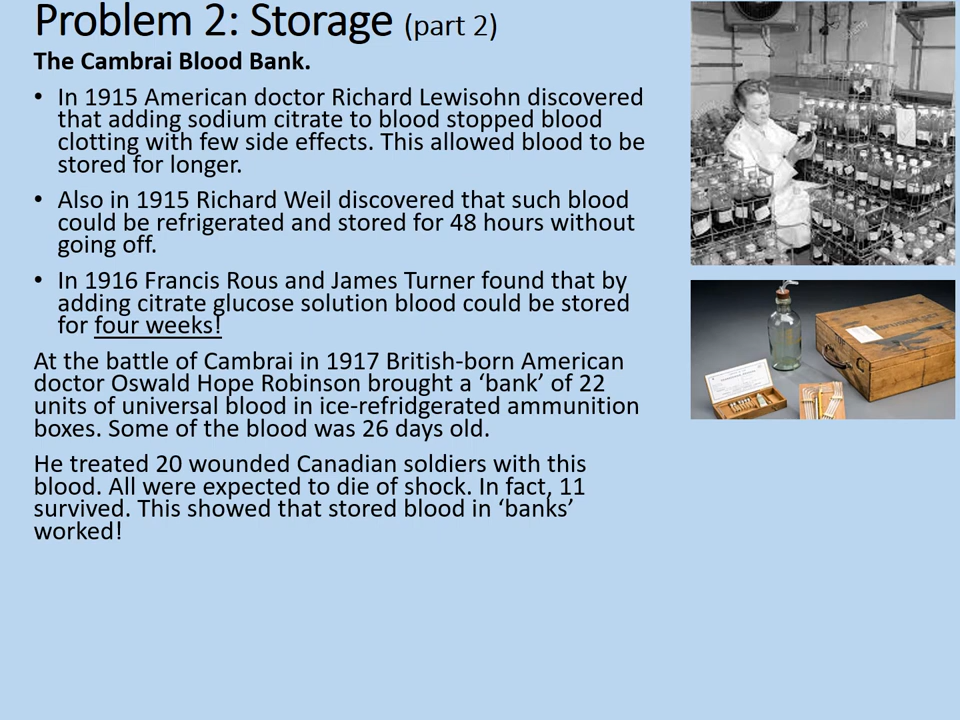 Problem 2: Storage (part 2)
The Cambrai Blood Bank.
• In 1915 American doctor Richard Lewisohn discovered
that adding sodium citrate to blood stopped blood
clotting with few side effects. This allowed blood to be
stored for longer.
• Also in 1915 Richard Weil discovered that such blood
could be refrigerated and stored for 48 hours without
going off.
• In 1916 Francis Rous and James Turner found that by
adding citrate glucose solution blood could be stored
for four weeks!
At the battle of Cambrai in 1917 British-born American
doctor Oswald Hope Robinson brought a ‘bank’ of 22
units of universal blood in ice-refridgerated ammunition
boxes. Some of the blood was 26 days old.
He treated 20 wounded Canadian soldiers with this
blood. All were expected to die of shock. In fact, 11
survived. This showed that stored blood in ‘banks’
worked!